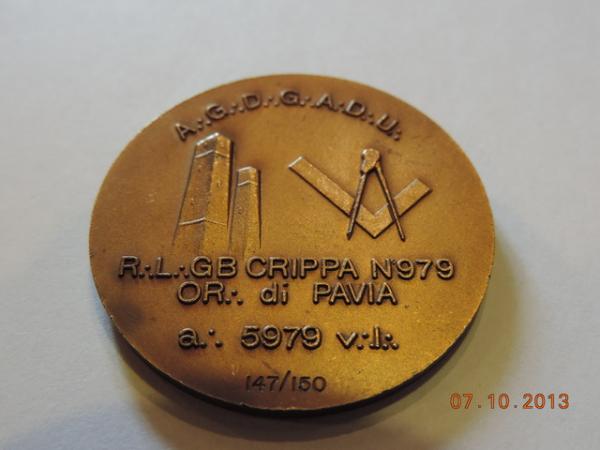 A∴G∴D∴G∴A∴D∴U∴
R∴L∴GB CRIPPA N°979
OR∴ di PAVIA
a∴ 5979 v∴l∴
147/150
07.10.2013